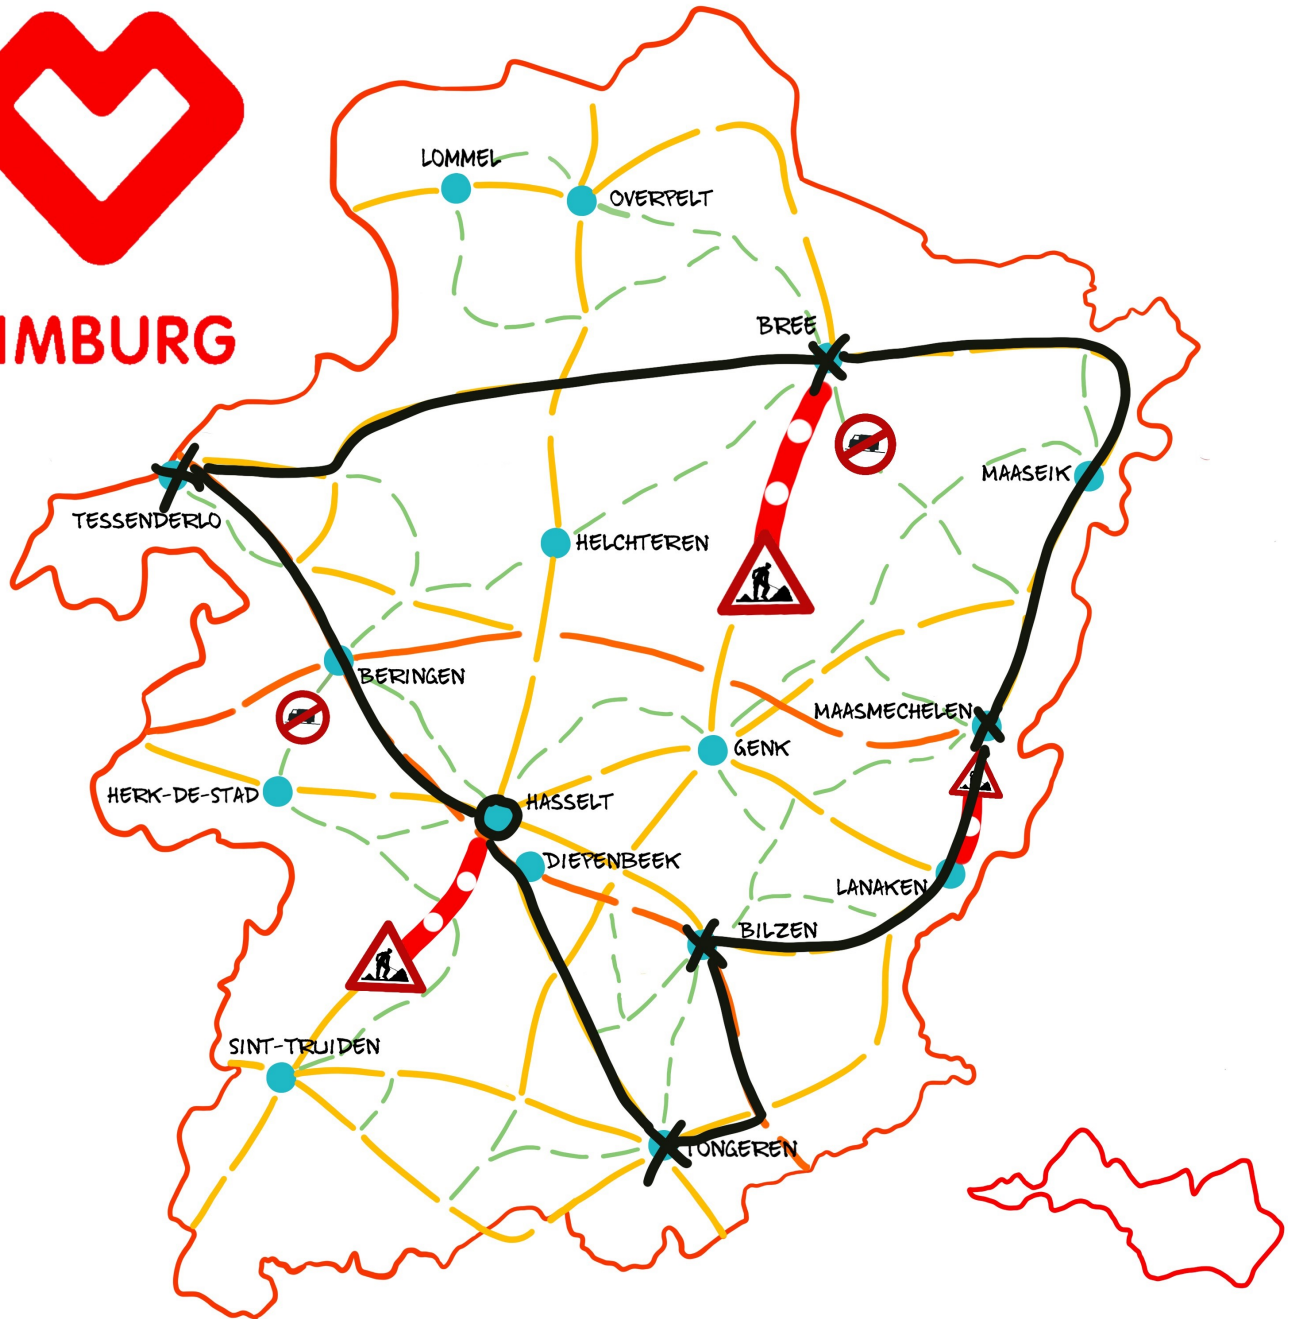 IMBURG
LOMMEL
OVERPELT
BREE
MAASEIK
TESSENDERLO
HELCHTEREN
BERINGEN
MAASMECHELEN
GENK
HERK-DE-STAD
HASSELT
DIEPENBEEK
LANAKEN
BILZEN
SINT-TRUIDEN
TONGEREN